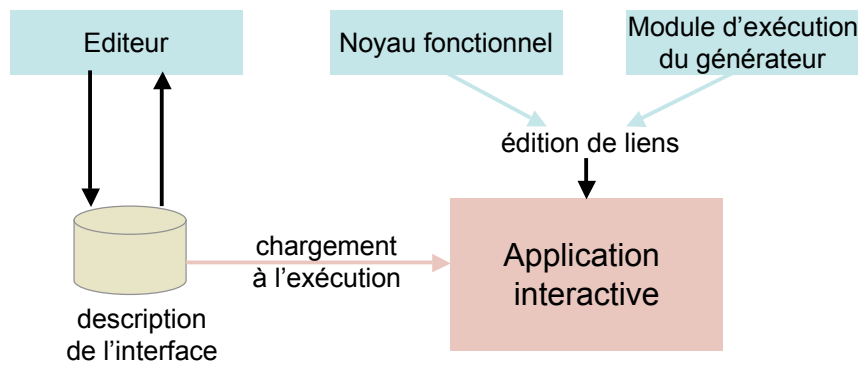 Editeur
Noyau fonctionnel
Module d’exécution
du générateur
édition de liens
chargement
à l’exécution
Application
interactive
description
de l’interface